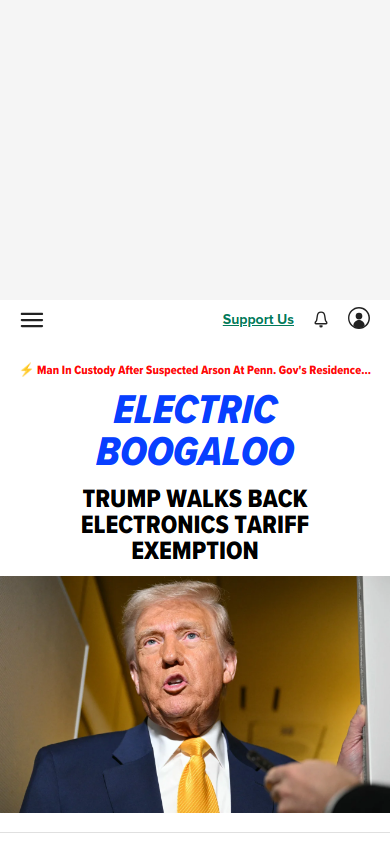 Support Us
⚡ Man In Custody After Suspected Arson At Penn. Gov's Residence...
ELECTRIC
BOOGALOO
TRUMP WALKS BACK
ELECTRONICS TARIFF
EXEMPTION